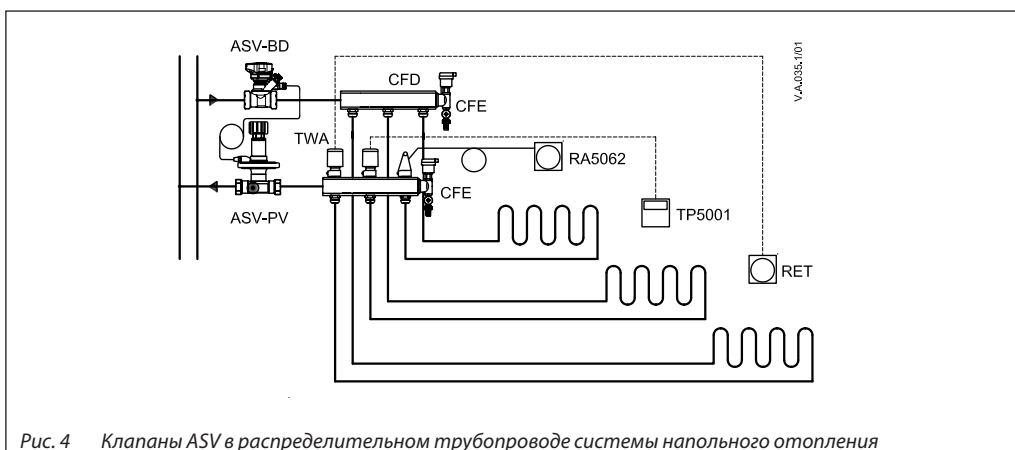 ASV-BD
CFD
CFE
V.A.035.1/01
TWA
RA5062
CFE
TP5001
ASV-PV
RET
Рис. 4 Клапаны ASV в распределительном трубопроводе системы напольного отопления